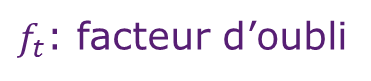 𝑓ₜ: facteur d’oubli